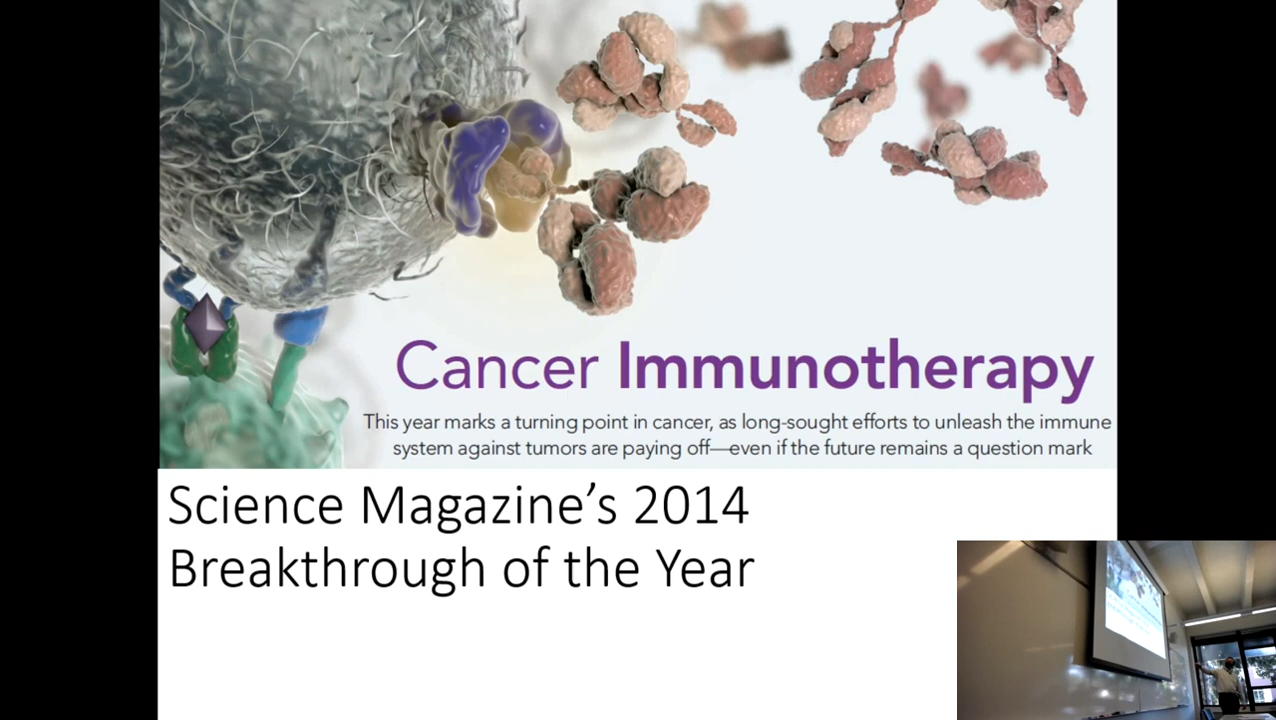 Cancer Immunotherapy
This year marks a turning point in cancer, as long-sought efforts to unleash the immune
system against tumors are paying off—even if the future remains a question mark
Science Magazine’s 2014
Breakthrough of the Year